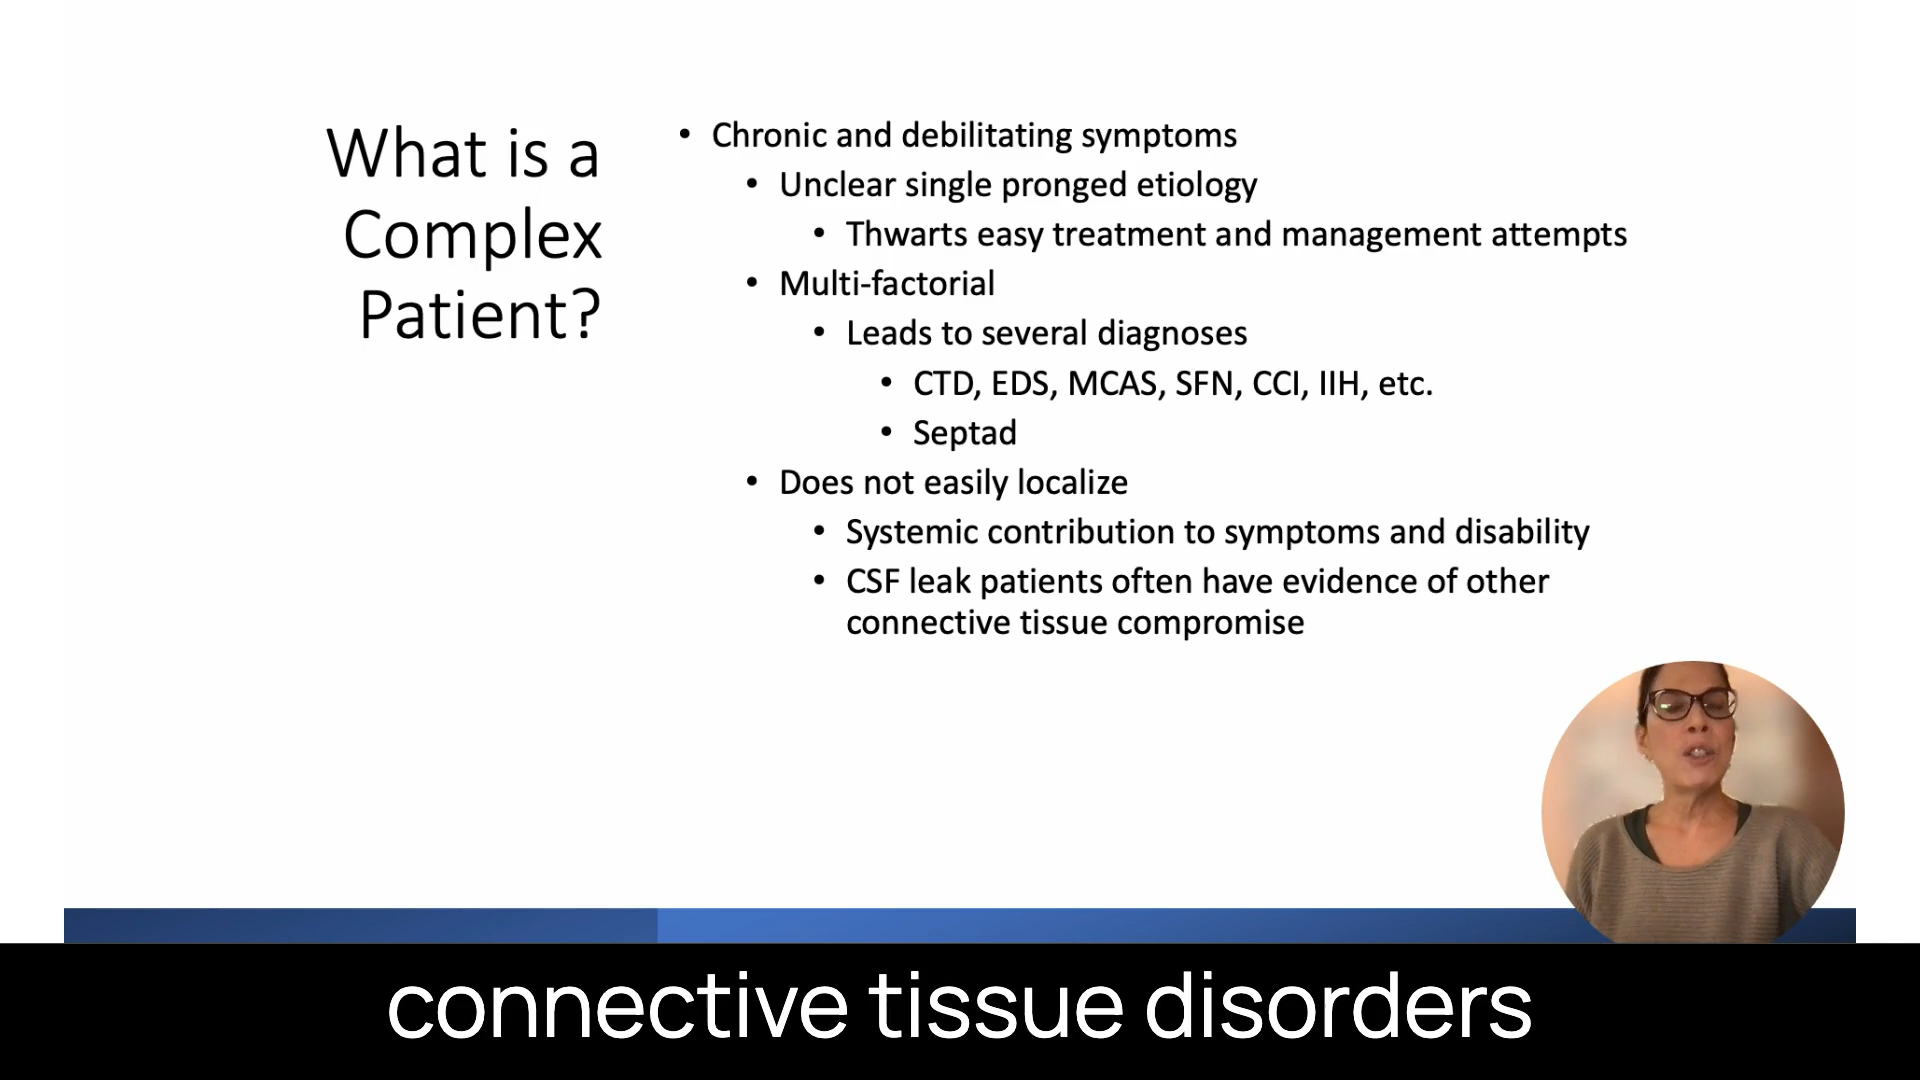 What is a
Complex
Patient?
• Chronic and debilitating symptoms
• Unclear single pronged etiology
• Thwarts easy treatment and management attempts
• Multi-factorial
• Leads to several diagnoses
• CTD, EDS, MCAS, SFN, CCI, IIH, etc.
• Septad
• Does not easily localize
• Systemic contribution to symptoms and disability
• CSF leak patients often have evidence of other
connective tissue compromise
connective tissue disorders